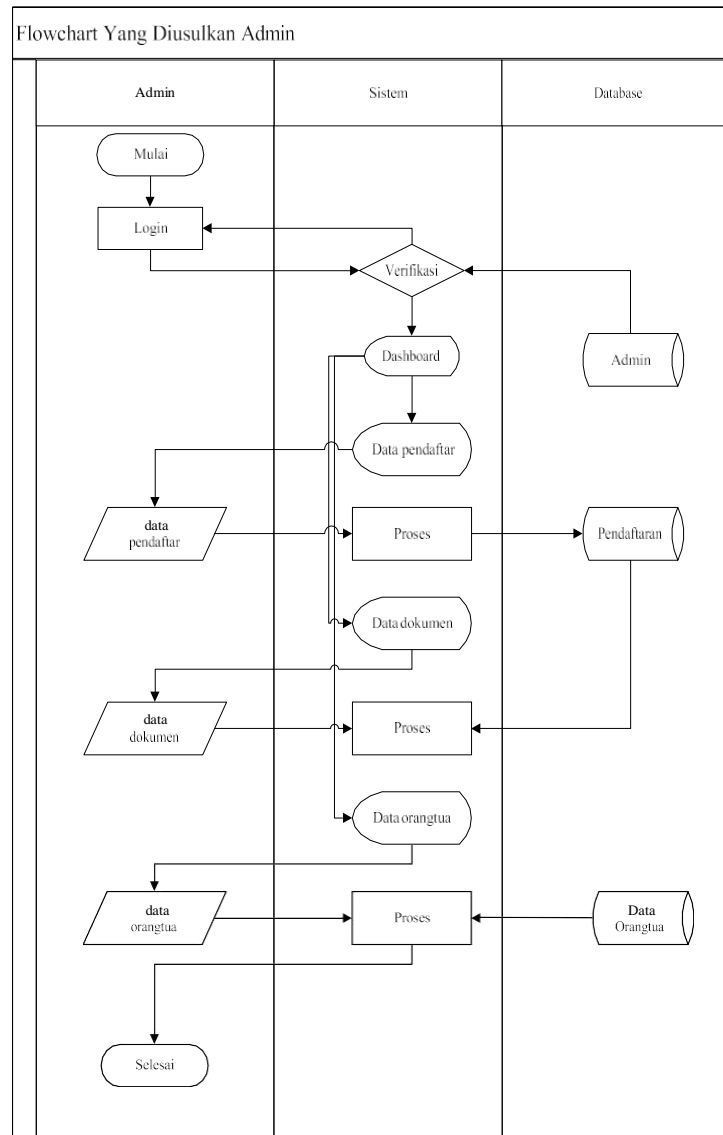 Flowchart Yang Diusulkan Admin
Admin
Sistem
Database
Mulai
Login
Verifikasi
Dashboard
Admin
Data pendaftar
data
pendaftar
Proses
Pendaftaran
Data dokumen
data
dokumen
Proses
Data orangtua
data
orangtua
Proses
Data
Orangtua
Selesai